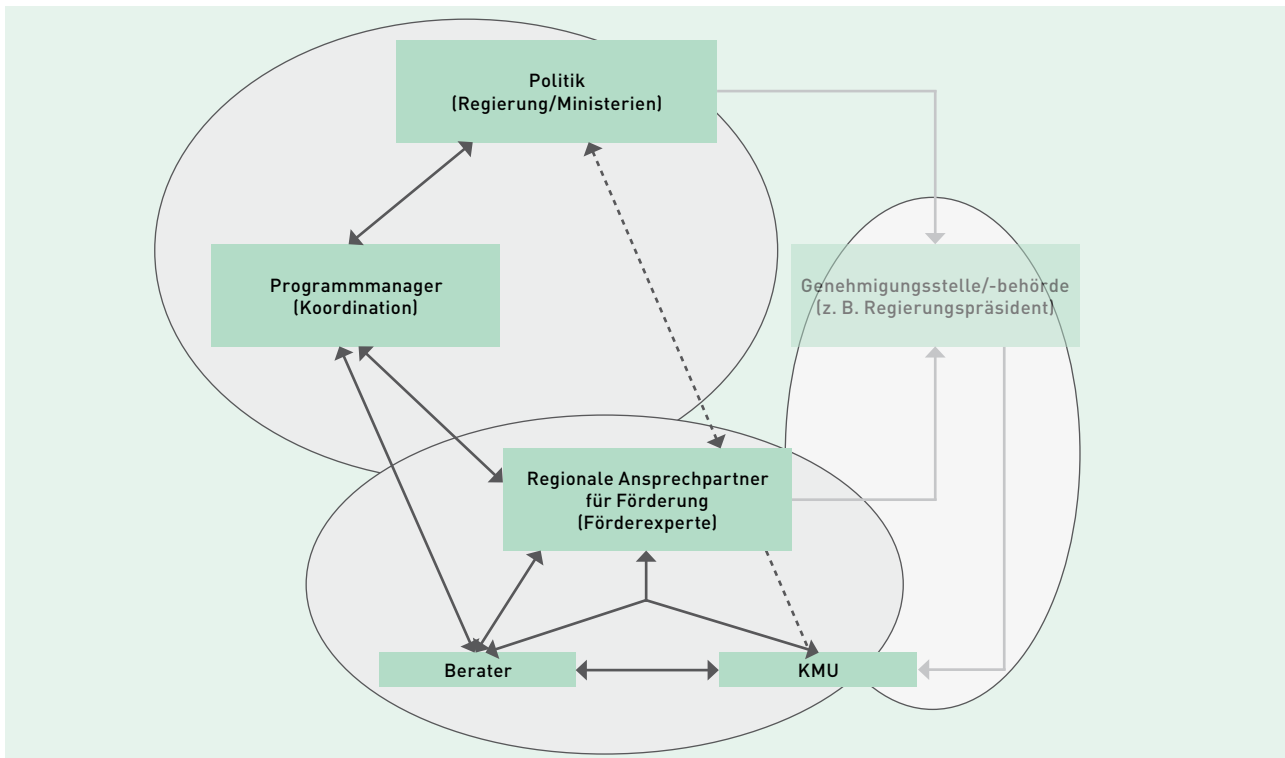 Politik
(Regierung/Ministerien)
Programmmanager
(Koordination)
Genehmigungsstelle/-behörde
(z. B. Regierungspräsident)
Regionale Ansprechpartner
für Förderung
(Förderexperte)
Berater
KMU